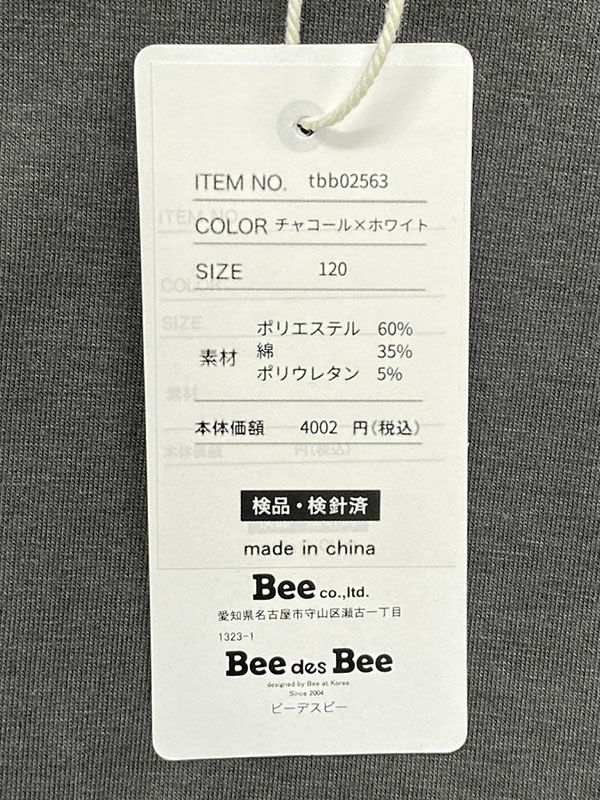 ITEM NO. tbb02563
COLOR チャコール×ホワイト
SIZE 120
素材 ポリエステル 60%
綿 35%
ポリウレタン 5%
本体価額 4002 円(税込)
検品・検針済
made in china
Bee co.,ltd.
愛知県名古屋市守山区瀬古一丁目
1323-1
Bee des Bee
designed by Bee at Korea
Since 2004
ビーデスビー